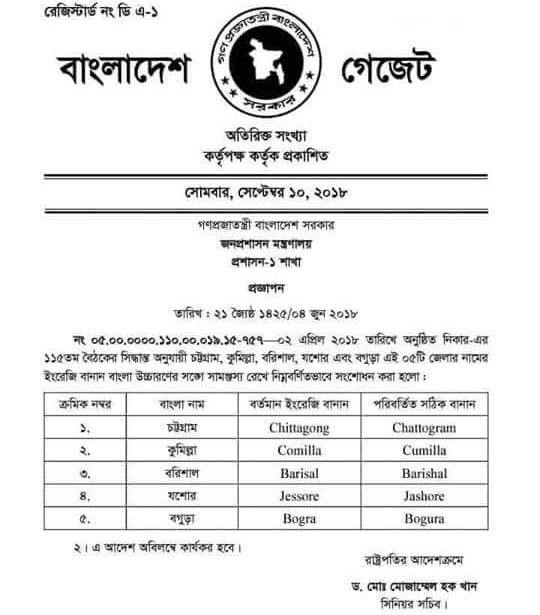 রেজিস্টার্ড নং ডি এ-১
বাংলাদেশ গেজেট
গণপ্রজাতন্ত্রী বাংলাদেশ
সরকার
অতিরিক্ত সংখ্যা
কর্তৃপক্ষ কর্তৃক প্রকাশিত
সোমবার, সেপ্টেম্বর ১০, ২০১৮
গণপ্রজাতন্ত্রী বাংলাদেশ সরকার
জনপ্রশাসন মন্ত্রণালয়
প্রশাসন-১ শাখা
প্রজ্ঞাপন
তারিখ : ২১ জ্যৈষ্ঠ ১৪২৫/০৪ জুন ২০১৮
নং ০৫.০০.০০০০.১১০.০০.০১৯.১৫-৭৫৭—০২ এপ্রিল ২০১৮ তারিখে অনুষ্ঠিত নিকার-এর
১১৫তম বৈঠকের সিদ্ধান্ত অনুযায়ী চট্টগ্রাম, কুমিল্লা, বরিশাল, যশোর এবং বগুড়া এই ০৫টি জেলার নামের
ইংরেজি বানান বাংলা উচ্চারণের সঙ্গে সামঞ্জস্য রেখে নিম্নবর্ণিতভাবে সংশোধন করা হলো :
ক্রমিক নম্বর বাংলা নাম বর্তমান ইংরেজি বানান পরিবর্তিত সঠিক বানান
১. চট্টগ্রাম Chittagong Chattogram
২. কুমিল্লা Comilla Cumilla
৩. বরিশাল Barisal Barishal
৪. যশোর Jessore Jashore
৫. বগুড়া Bogra Bogura
২। এ আদেশ অবিলম্বে কার্যকর হবে।
রাষ্ট্রপতির আদেশক্রমে
ড. মোঃ মোজাম্মেল হক খান
সিনিয়র সচিব।